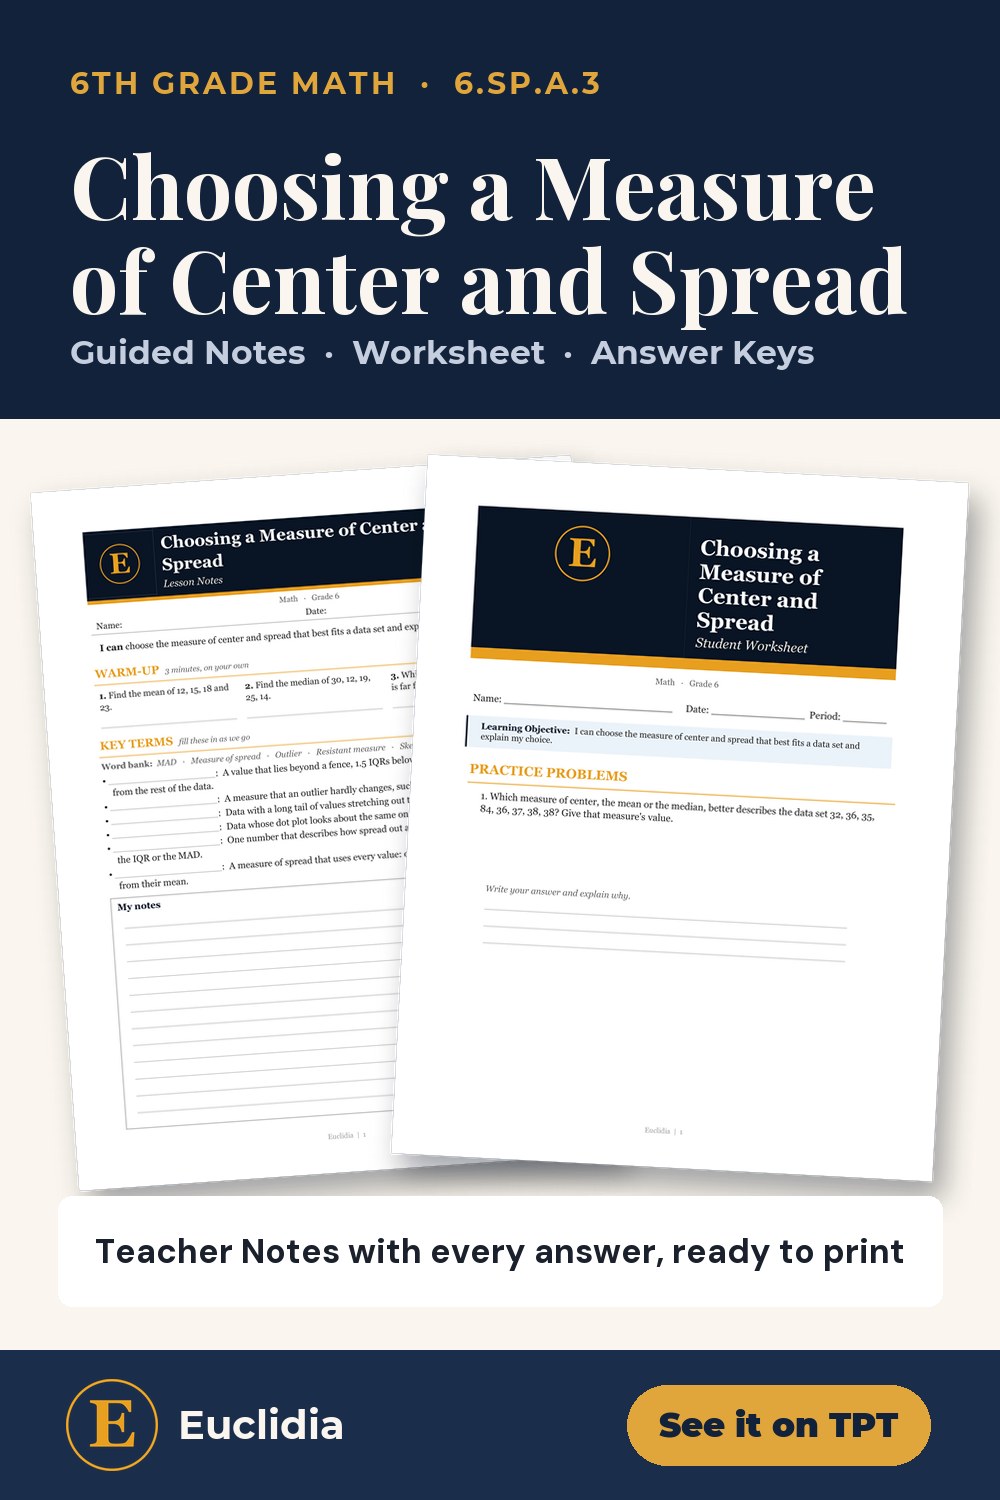 6TH GRADE MATH · 6.SP.A.3
Choosing a Measure
of Center and Spread
Guided Notes · Worksheet · Answer Keys
E
Choosing a Measure of Center
Spread
Lesson Notes
Math · Grade 6
Name:
Date:
I can choose the measure of center and spread that best fits a data set and
WARM-UP 3 minutes, on your own
1. Find the mean of 12, 15, 18 and
23.
2. Find the median of 30, 12, 19,
25, 14.
3.
is far
KEY TERMS fill these in as we go
Word bank: MAD · Measure of spread · Outlier · Resistant measure ·
: A value that lies beyond a fence, 1.5 IQRs
from the rest of the data.
: A measure that an outlier hardly changes,
: Data with a long tail of values stretching out
: Data whose dot plot looks about the same on
: One number that describes how spread out
the IQR or the MAD.
: A measure of spread that uses every value:
from their mean.
My notes
Euclidia | 1
E
Choosing a
Measure of
Center and
Spread
Student Worksheet
Math · Grade 6
Name:
Date:
Period:
Learning Objective: I can choose the measure of center and spread that best fits a data set and
explain my choice.
PRACTICE PROBLEMS
1. Which measure of center, the mean or the median, better describes the data set 32, 36, 35,
84, 36, 37, 38, 38? Give that measure's value.
Write your answer and explain why.
Euclidia | 1
Teacher Notes with every answer, ready to print
E
Euclidia
See it on TPT